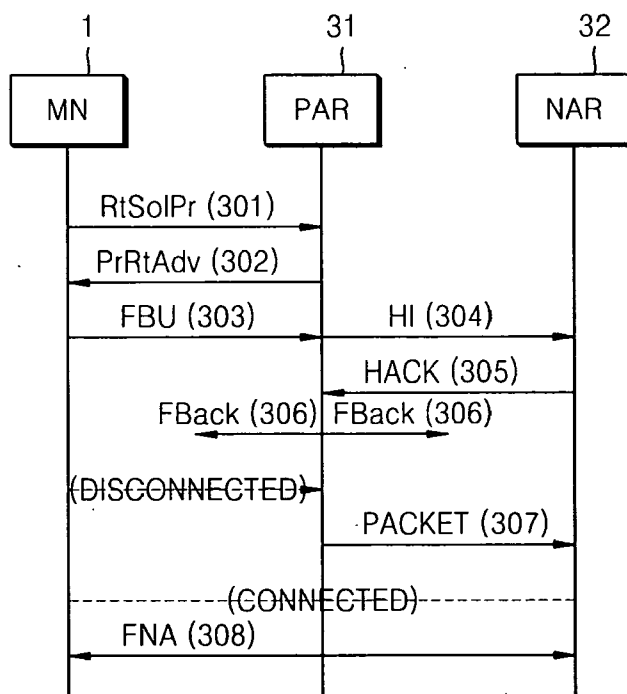 1 31 32
MN PAR NAR
RtSolPr (301)
PrRtAdv (302)
FBU (303) HI (304)
HACK (305)
FBack (306) FBack (306)
(DISCONNECTED)
PACKET (307)
(CONNECTED)
FNA (308)